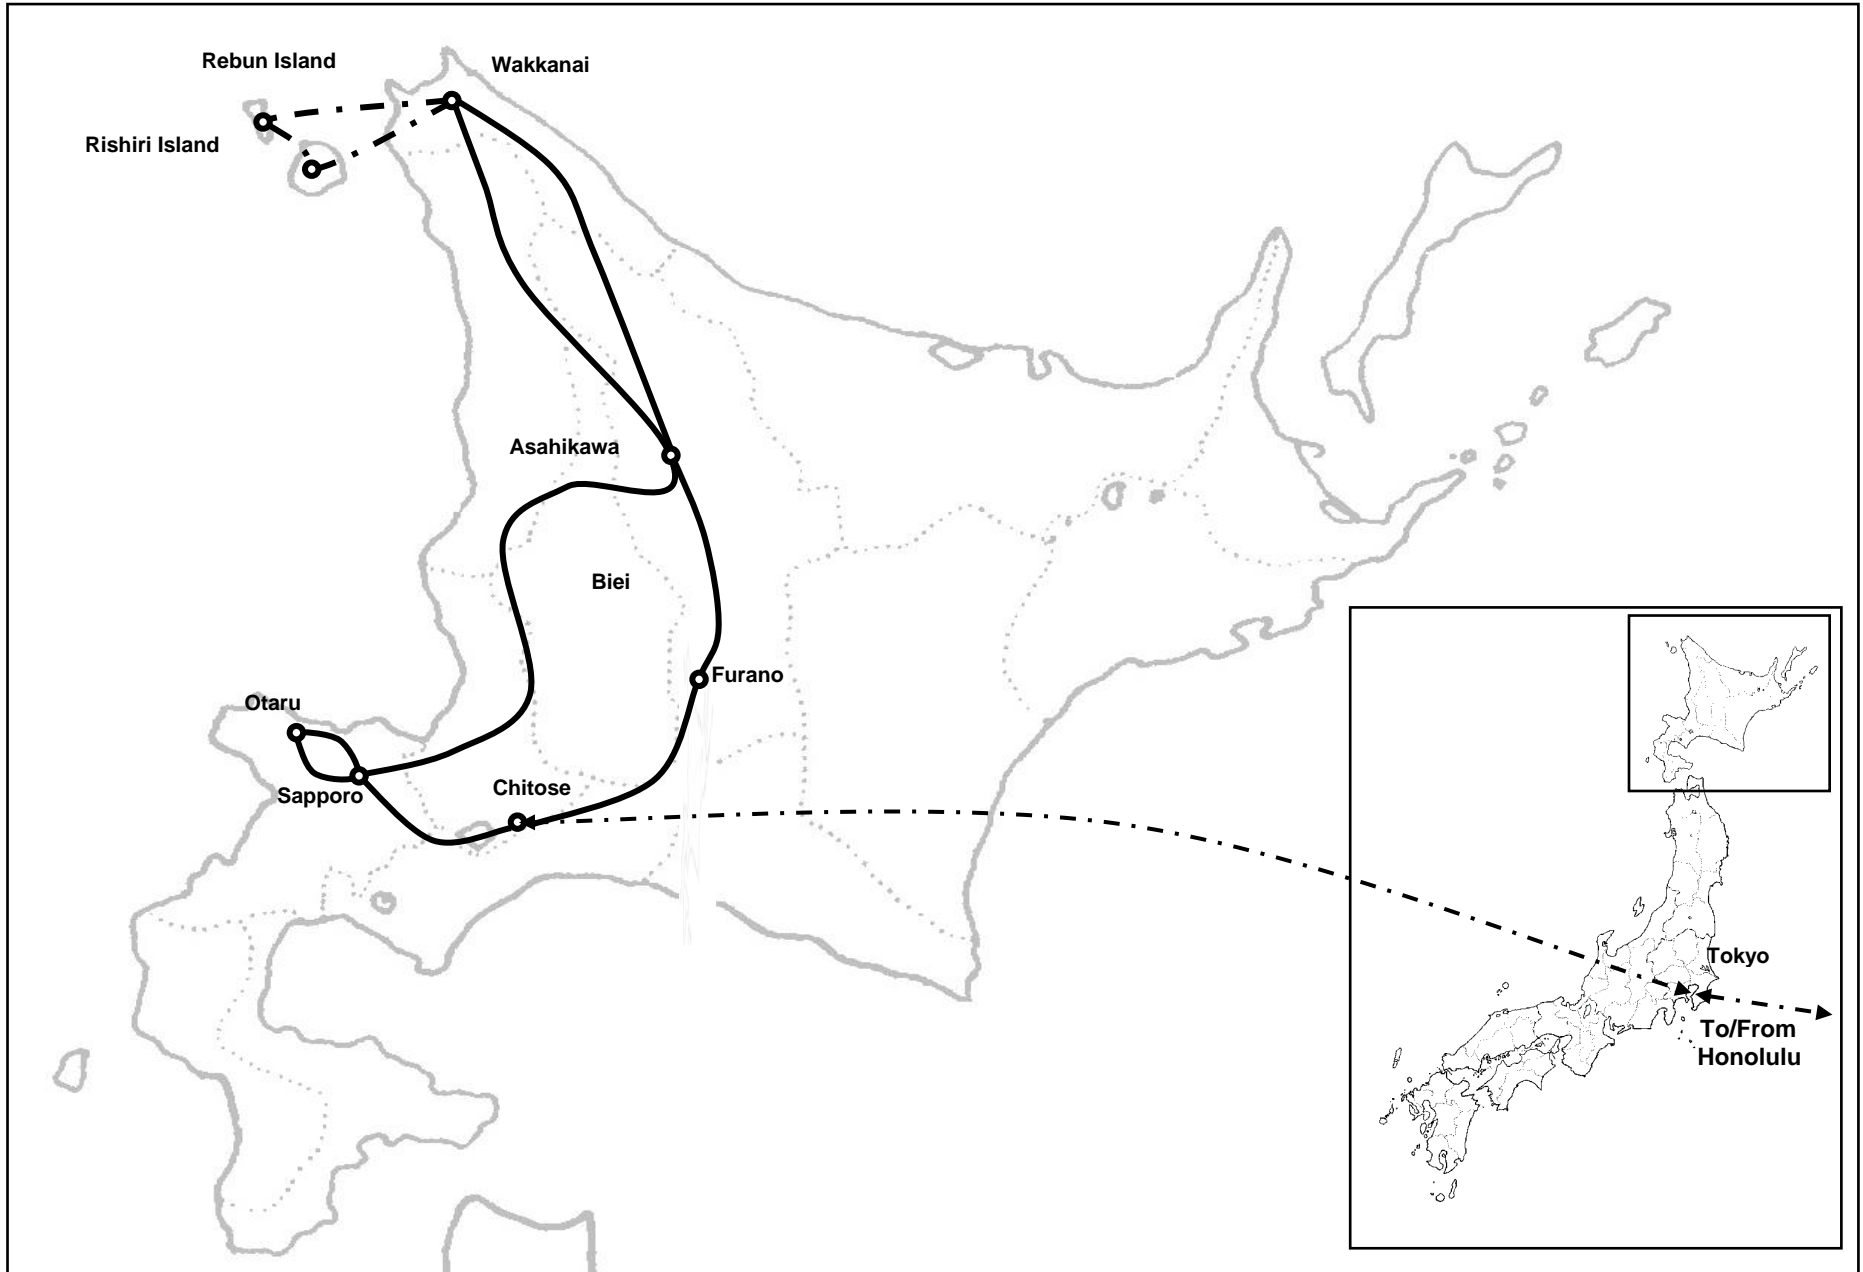 Rebun Island
Wakkanai
Rishiri Island
Asahikawa
Biei
Furano
Otaru
Chitose
Sapporo
Tokyo
To/From
Honolulu